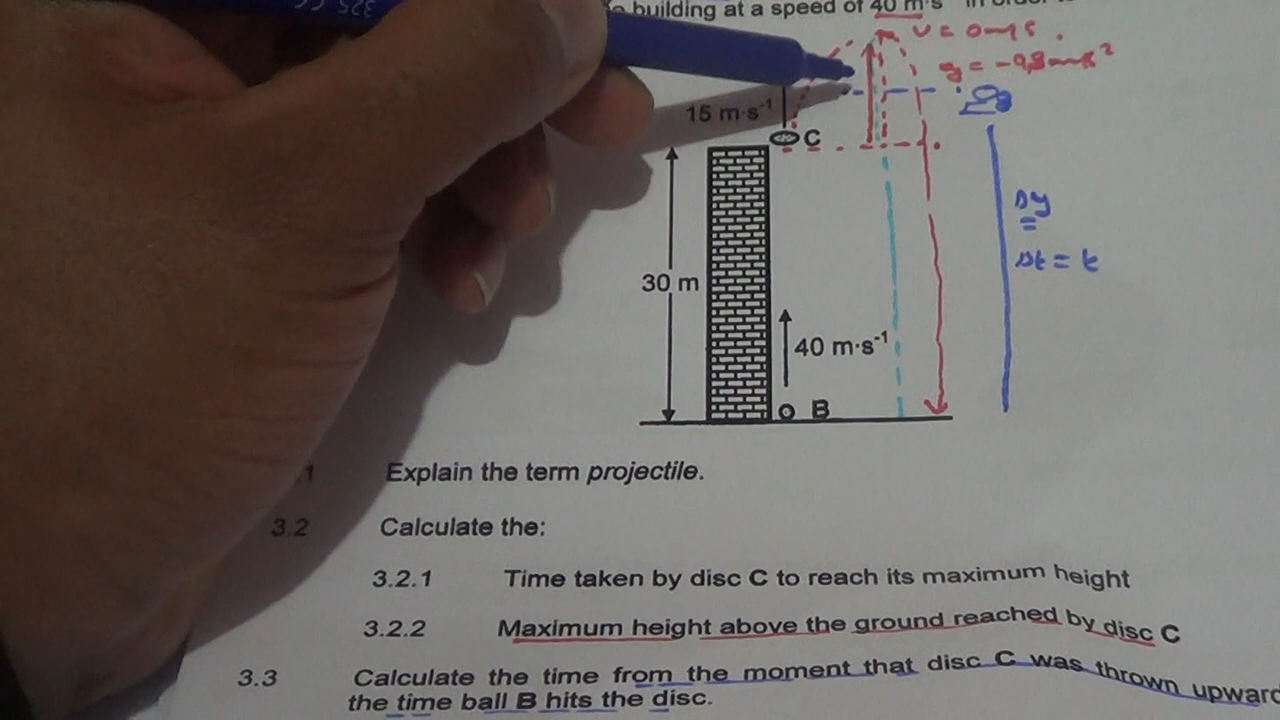 building at a speed of 40 m·s
v = 0 m/s.
g = -9,8 m/s²
15 m·s⁻¹
C
Δy
30 m
Δt = t
40 m·s⁻¹
B
1 Explain the term projectile.
3.2 Calculate the:
3.2.1 Time taken by disc C to reach its maximum height
3.2.2 Maximum height above the ground reached by disc C
3.3 Calculate the time from the moment that disc C was thrown upward
the time ball B hits the disc.